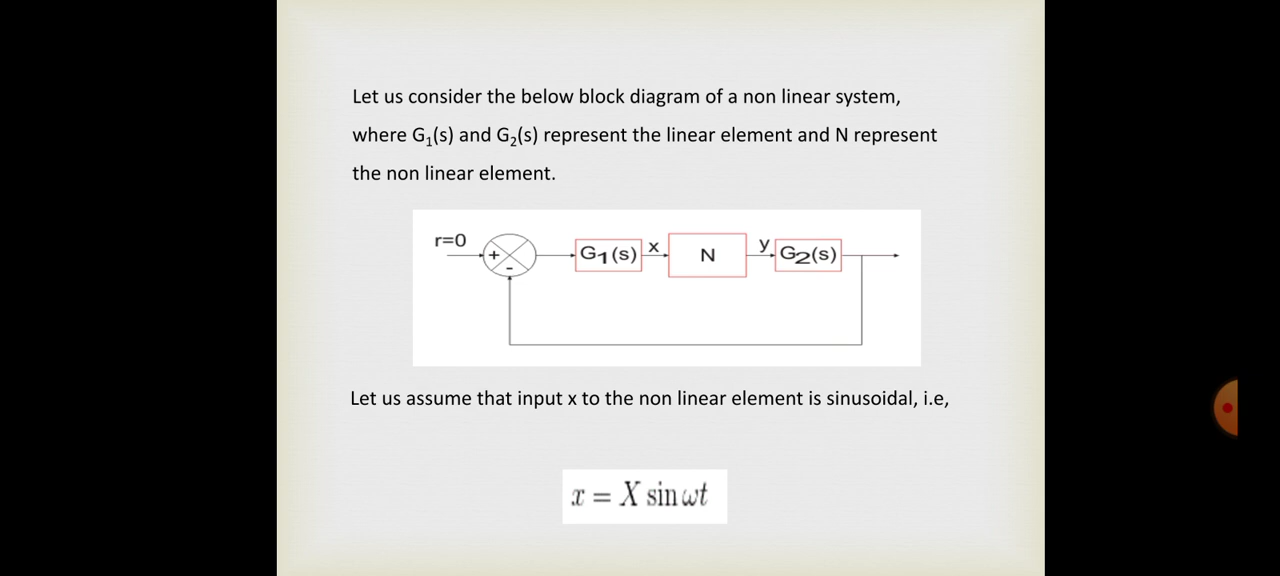 Let us consider the below block diagram of a non linear system,
where G₁(s) and G₂(s) represent the linear element and N represent
the non linear element.
r=0
+
-
G1(s)
x
N
y
G2(s)
Let us assume that input x to the non linear element is sinusoidal, i.e,
x = X sin ωt